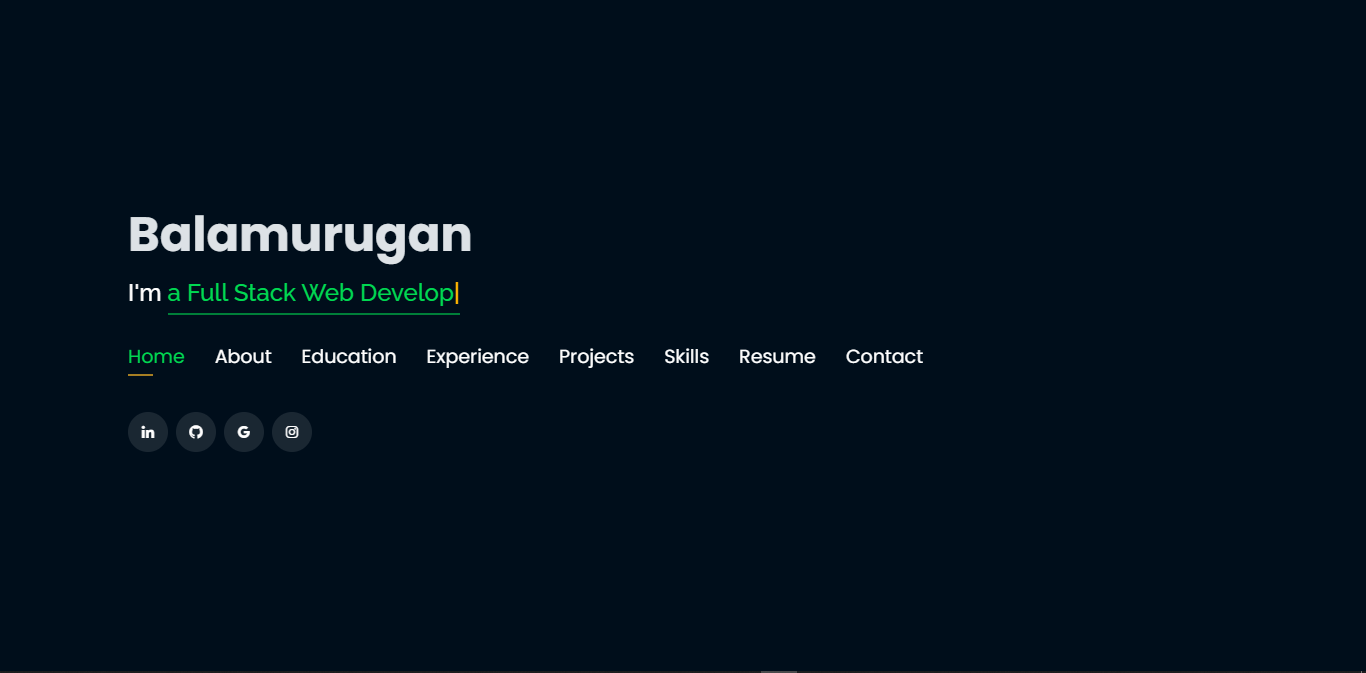 Balamurugan
I'm a Full Stack Web Develop|
Home About Education Experience Projects Skills Resume Contact